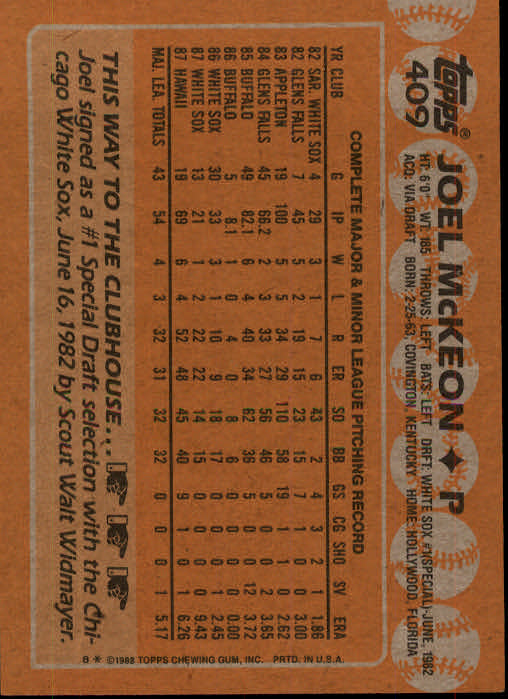 topps®
409
JOEL McKEON P
HT: 6'0" WT: 185 THROWS: LEFT BATS: LEFT DRFT: WHITE SOX #1(SPECIAL)-JUNE, 1982
ACQ: VIA DRAFT BORN: 2-25-63, COVINGTON, KENTUCKY HOME: HOLLYWOOD, FLORIDA
COMPLETE MAJOR & MINOR LEAGUE PITCHING RECORD
YR CLUB G IP W L R ER SO BB GS CG SHO SV ERA
82 SAR. WHITE SOX 4 29 3 1 7 6 43 2 4 3 2 1.86
82 GLENS FALLS 7 45 5 2 19 15 23 15 7 1 1 0 3.00
83 APPLETON 19 100 5 5 34 29 110 58 19 1 1 0 2.62
84 GLENS FALLS 45 66.2 2 3 33 27 56 46 5 0 0 2 3.65
85 BUFFALO 49 82.1 6 4 40 34 62 36 5 0 0 12 3.72
86 BUFFALO 5 8.1 1 0 4 0 8 6 0 0 0 0 0.00
86 WHITE SOX 30 33 3 1 10 9 18 17 0 0 0 1 2.45
87 WHITE SOX 13 21 1 2 22 22 14 15 0 0 0 0 9.43
87 HAWAII 18 69 6 4 52 48 45 40 9 1 0 1 6.26
MAJ. LEA. TOTALS 43 54 4 3 32 31 32 32 0 0 0 1 5.17
THIS WAY TO THE CLUBHOUSE...
Joel signed as a #1 Special Draft selection with the Chi-
cago White Sox, June 16, 1982 by Scout Walt Widmayer.
B * ©1988 TOPPS CHEWING GUM, INC. PRTD. IN U.S.A.